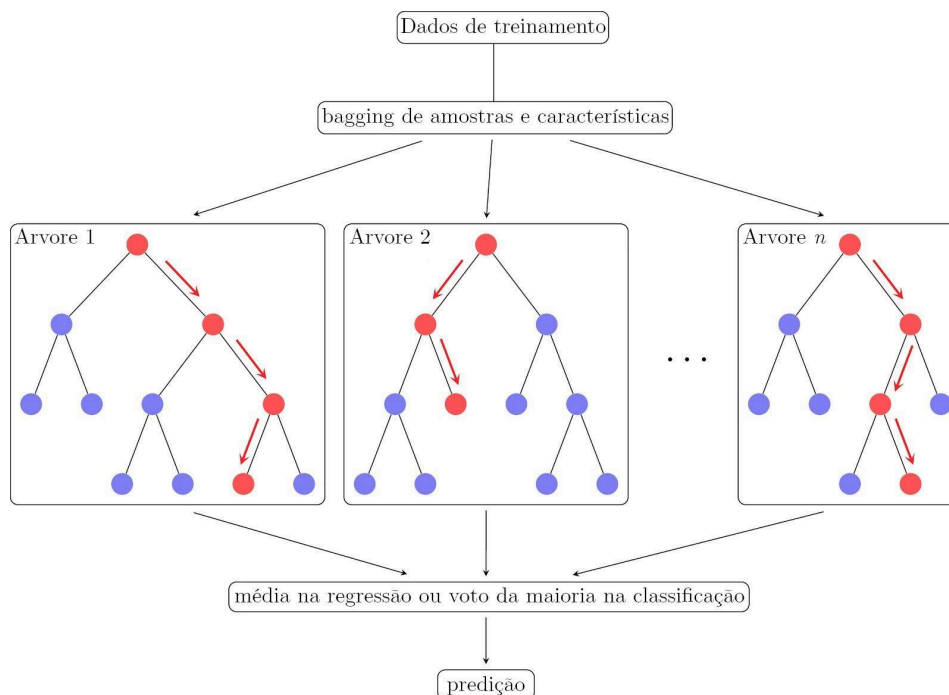 Dados de treinamento
bagging de amostras e características
Arvore 1
Arvore 2
Arvore n
. . .
média na regressão ou voto da maioria na classificação
predição